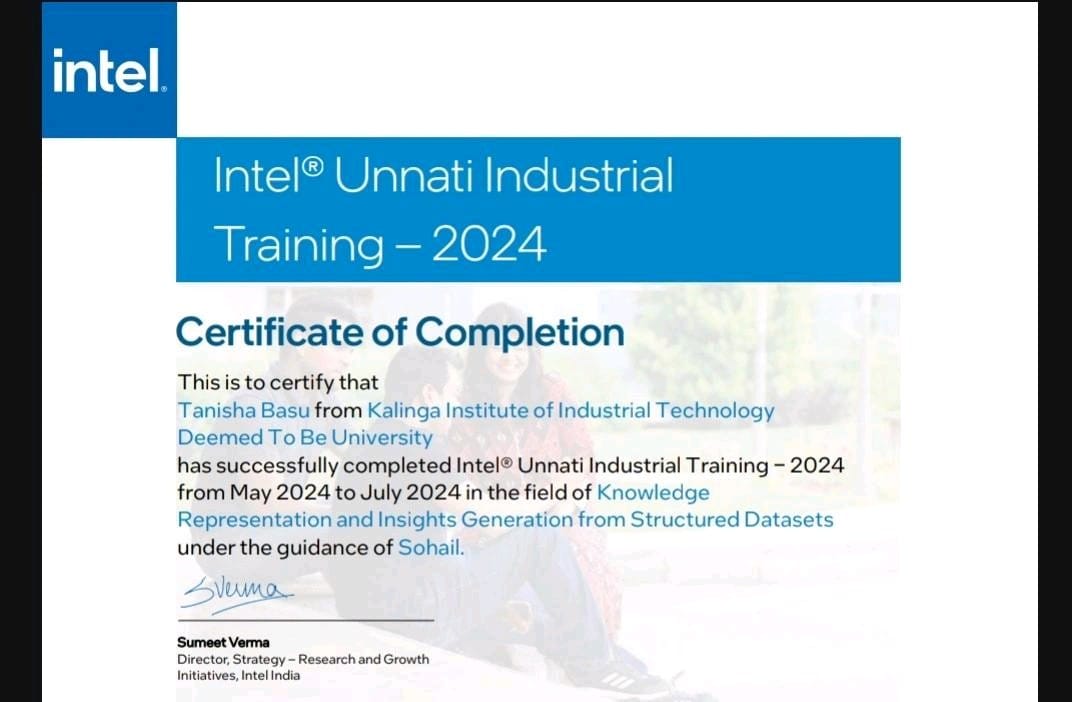 intel.
Intel® Unnati Industrial
Training – 2024
Certificate of Completion
This is to certify that
Tanisha Basu from Kalinga Institute of Industrial Technology
Deemed To Be University
has successfully completed Intel® Unnati Industrial Training – 2024
from May 2024 to July 2024 in the field of Knowledge
Representation and Insights Generation from Structured Datasets
under the guidance of Sohail.
SVerma
Sumeet Verma
Director, Strategy – Research and Growth
Initiatives, Intel India